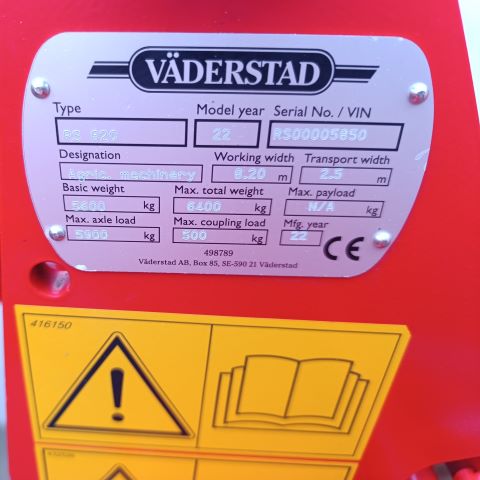 VÄDERSTAD
Type Model year Serial No. / VIN
RS 820 22 RS00005850
Designation Working width Transport width
Agric. machinery 8.20 m 2.5 m
Basic weight Max. total weight Max. payload
kg 6400 kg N/A kg
Max. axle load Max. coupling load Mfg. year
5900 kg 500 kg 22 CE
498789
Väderstad AB, Box 85, SE-590 21 Väderstad
416150